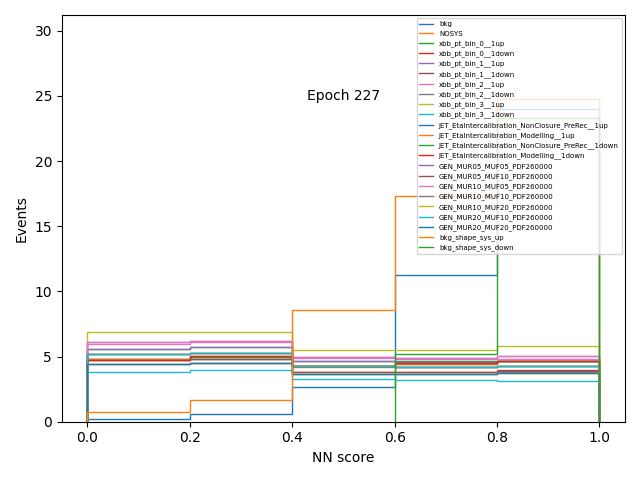 30
25
20
15
10
5
0
Events
0.0 0.2 0.4 0.6 0.8 1.0
NN score
Epoch 227
bkg
NOSYS
xbb_pt_bin_0__1up
xbb_pt_bin_0__1down
xbb_pt_bin_1__1up
xbb_pt_bin_1__1down
xbb_pt_bin_2__1up
xbb_pt_bin_2__1down
xbb_pt_bin_3__1up
xbb_pt_bin_3__1down
JET_EtaIntercalibration_NonClosure_PreRec__1up
JET_EtaIntercalibration_Modelling__1up
JET_EtaIntercalibration_NonClosure_PreRec__1down
JET_EtaIntercalibration_Modelling__1down
GEN_MUR05_MUF05_PDF260000
GEN_MUR05_MUF10_PDF260000
GEN_MUR10_MUF05_PDF260000
GEN_MUR10_MUF10_PDF260000
GEN_MUR10_MUF20_PDF260000
GEN_MUR20_MUF10_PDF260000
GEN_MUR20_MUF20_PDF260000
bkg_shape_sys_up
bkg_shape_sys_down